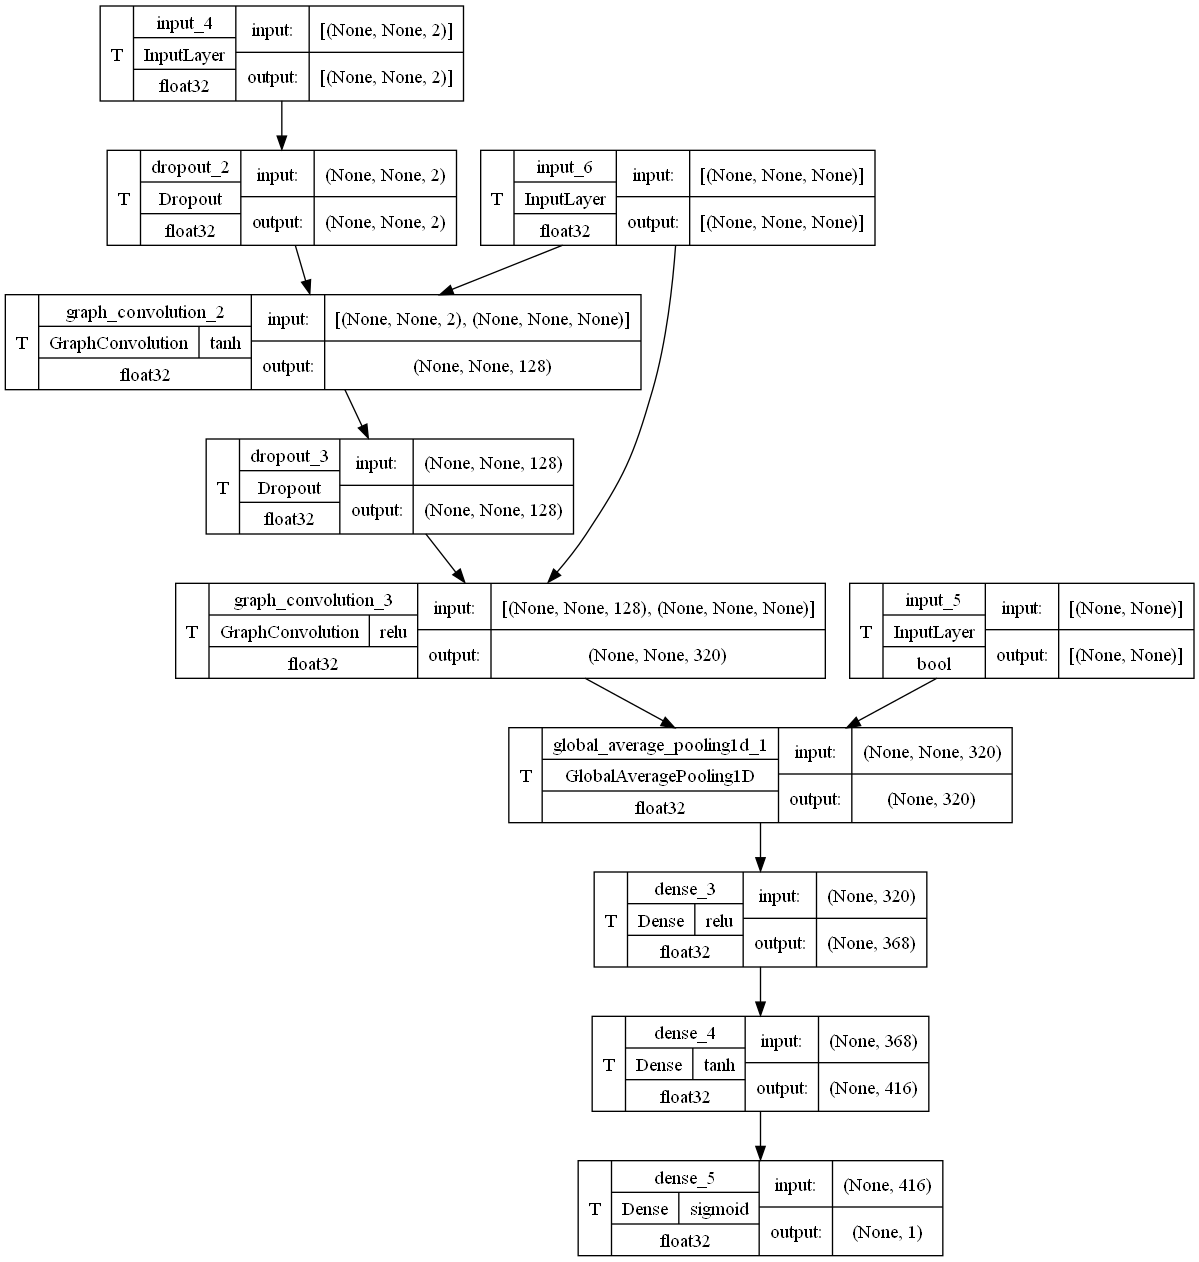 T
input_4
InputLayer
float32
input:
[(None, None, 2)]
output:
[(None, None, 2)]
T
dropout_2
Dropout
float32
input:
(None, None, 2)
output:
(None, None, 2)
T
input_6
InputLayer
float32
input:
[(None, None, None)]
output:
[(None, None, None)]
T
graph_convolution_2
GraphConvolution
tanh
float32
input:
[(None, None, 2), (None, None, None)]
output:
(None, None, 128)
T
dropout_3
Dropout
float32
input:
(None, None, 128)
output:
(None, None, 128)
T
graph_convolution_3
GraphConvolution
relu
float32
input:
[(None, None, 128), (None, None, None)]
output:
(None, None, 320)
T
input_5
InputLayer
bool
input:
[(None, None)]
output:
[(None, None)]
T
global_average_pooling1d_1
GlobalAveragePooling1D
float32
input:
(None, None, 320)
output:
(None, 320)
T
dense_3
Dense
relu
float32
input:
(None, 320)
output:
(None, 368)
T
dense_4
Dense
tanh
float32
input:
(None, 368)
output:
(None, 416)
T
dense_5
Dense
sigmoid
float32
input:
(None, 416)
output:
(None, 1)